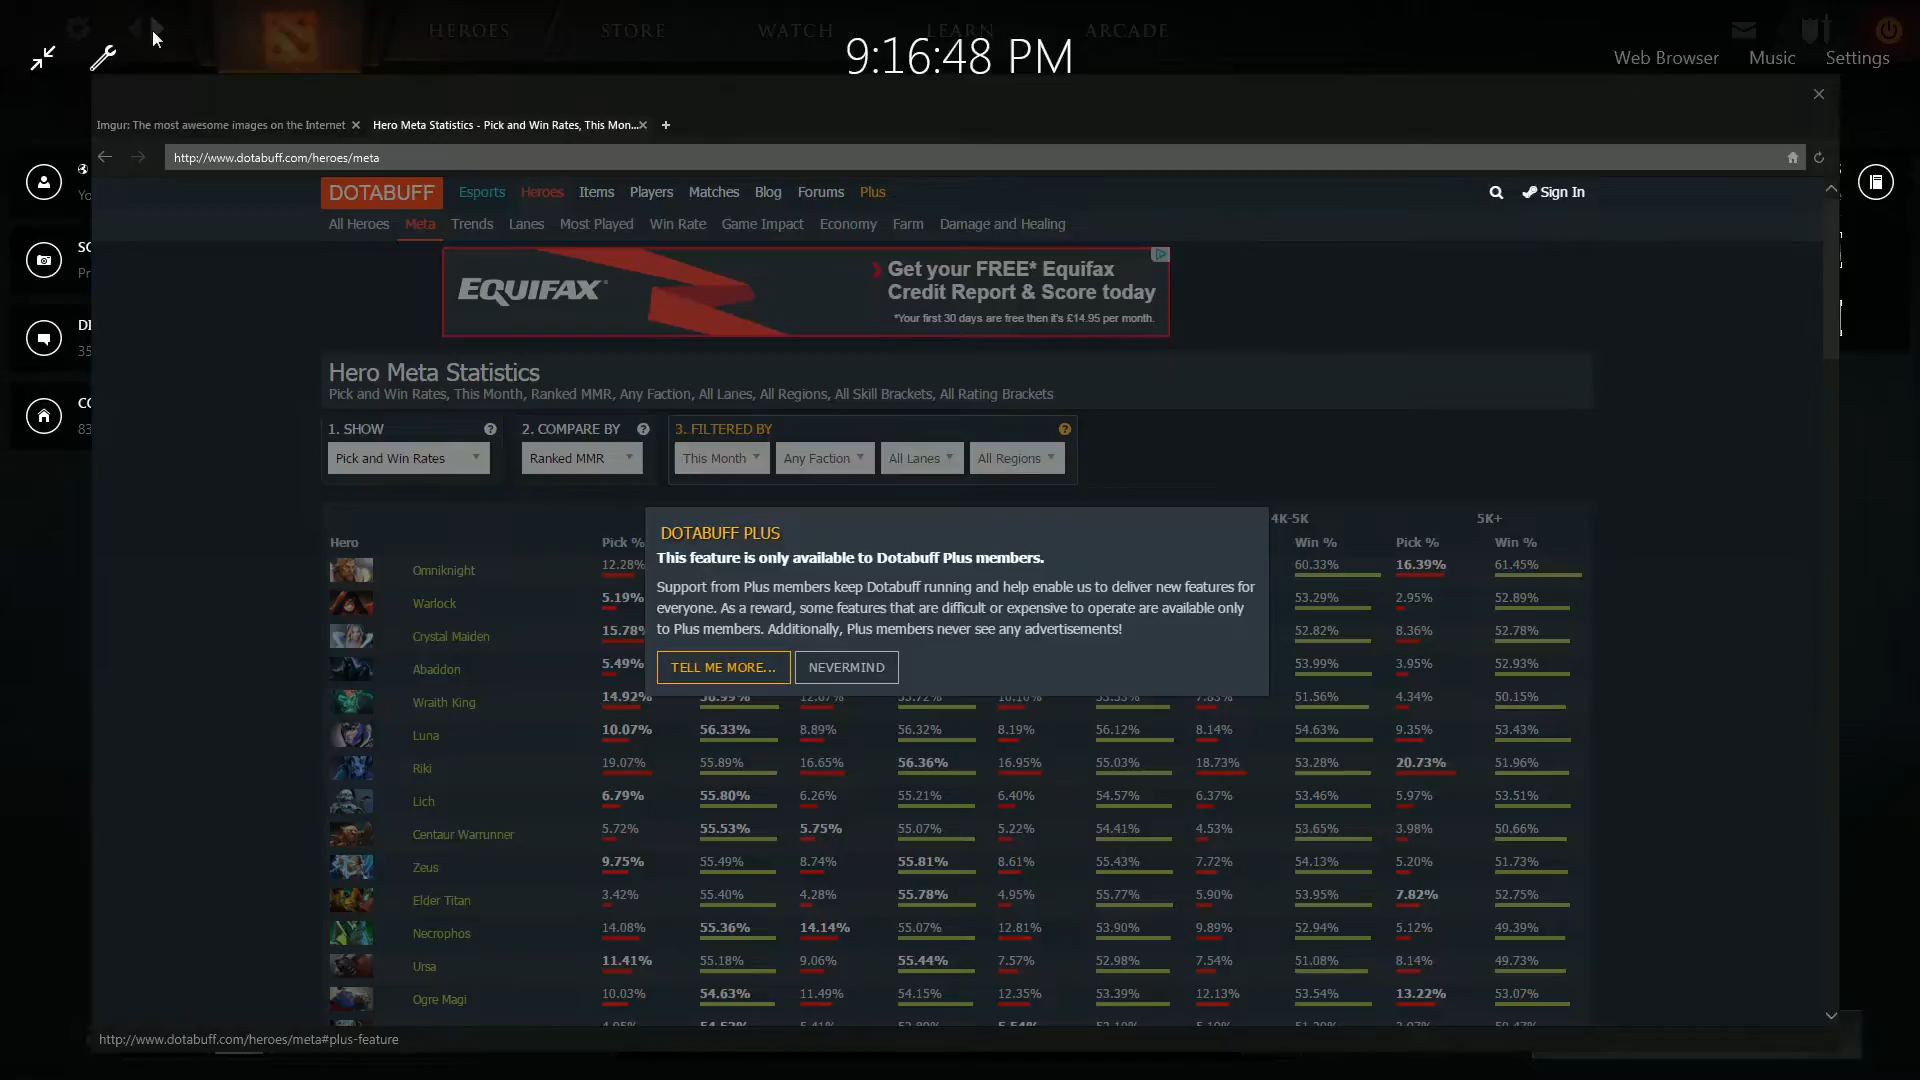 HEROES STORE WATCH LEARN ARCADE
9:16:48 PM
Web Browser Music Settings
Imgur: The most awesome images on the Internet
Hero Meta Statistics - Pick and Win Rates, This Mon...
http://www.dotabuff.com/heroes/meta
DOTABUFF Esports Heroes Items Players Matches Blog Forums Plus Sign In
All Heroes Meta Trends Lanes Most Played Win Rate Game Impact Economy Farm Damage and Healing
EQUIFAX
Get your FREE* Equifax
Credit Report & Score today
*Your first 30 days are free then it's £14.95 per month.
Yo
SC
Pr
DI
35
CO
83
Hero Meta Statistics
Pick and Win Rates, This Month, Ranked MMR, Any Faction, All Lanes, All Regions, All Skill Brackets, All Rating Brackets
1. SHOW 2. COMPARE BY 3. FILTERED BY
Pick and Win Rates Ranked MMR This Month Any Faction All Lanes All Regions
4K-5K 5K+
Hero Pick % Win % Pick % Win %
DOTABUFF PLUS
This feature is only available to Dotabuff Plus members.
Support from Plus members keep Dotabuff running and help enable us to deliver new features for
everyone. As a reward, some features that are difficult or expensive to operate are available only
to Plus members. Additionally, Plus members never see any advertisements!
TELL ME MORE... NEVERMIND
Omniknight 12.28% 60.33% 16.39% 61.45%
Warlock 5.19% 53.29% 2.95% 52.89%
Crystal Maiden 15.78% 52.82% 8.36% 52.78%
Abaddon 5.49% 53.99% 3.95% 52.93%
Wraith King 14.92% 51.56% 4.34% 50.15%
Luna 10.07% 56.33% 8.89% 56.32% 8.19% 56.12% 8.14% 54.63% 9.35% 53.43%
Riki 19.07% 55.89% 16.65% 56.36% 16.95% 55.03% 18.73% 53.28% 20.73% 51.96%
Lich 6.79% 55.80% 6.26% 55.21% 6.40% 54.57% 6.37% 53.46% 5.97% 53.51%
Centaur Warrunner 5.72% 55.53% 5.75% 55.07% 5.22% 54.41% 4.53% 53.65% 3.98% 50.66%
Zeus 9.75% 55.49% 8.74% 55.81% 8.61% 55.43% 7.72% 54.13% 5.20% 51.73%
Elder Titan 3.42% 55.40% 4.28% 55.78% 4.95% 55.77% 5.90% 53.95% 7.82% 52.75%
Necrophos 14.08% 55.36% 14.14% 55.07% 12.81% 53.90% 9.89% 52.94% 5.12% 49.39%
Ursa 11.41% 55.18% 9.06% 55.44% 7.57% 52.98% 7.54% 51.08% 8.14% 49.73%
Ogre Magi 10.03% 54.63% 11.49% 54.15% 12.35% 53.39% 12.13% 53.54% 13.22% 53.07%
http://www.dotabuff.com/heroes/meta#plus-feature